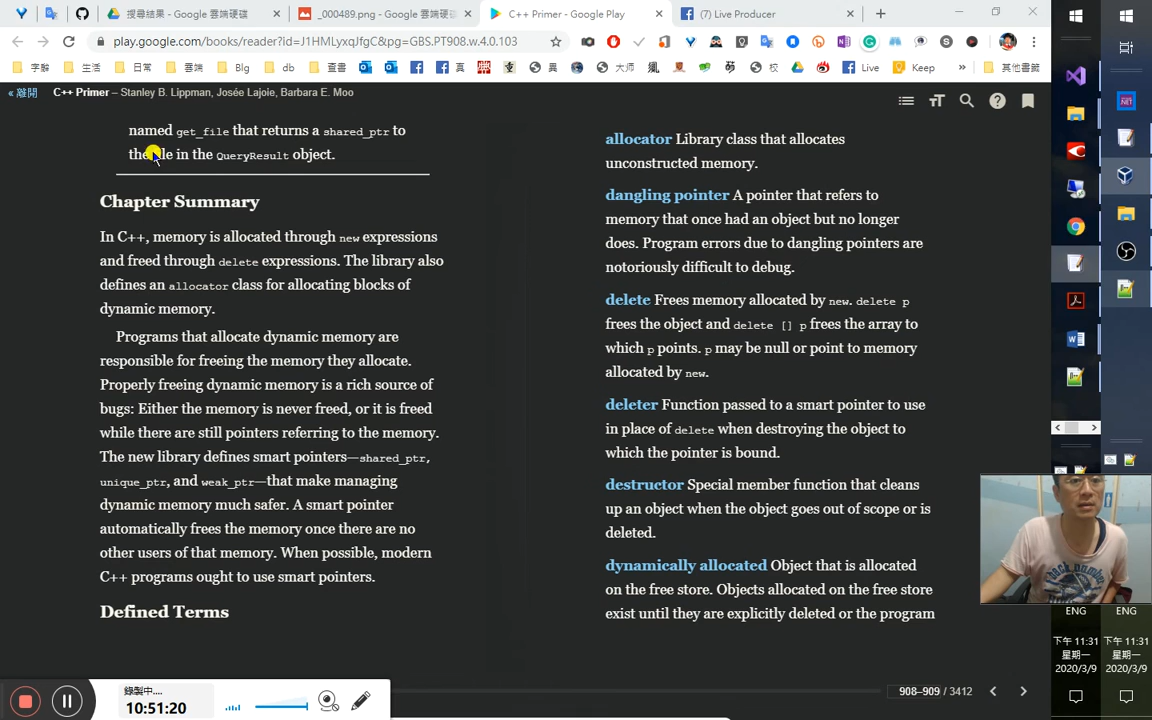 搜尋結果 - Google 雲端硬碟
_000489.png - Google 雲端硬碟
C++ Primer - Google Play
(7) Live Producer
play.google.com/books/reader?id=J1HMLyxqJfgC&pg=GBS.PT908.w.4.0.103
字辭
生活
日常
雲端
Blg
db
查書
真
異
大师
校
Live
Keep
»
其他書籤
« 離開
C++ Primer – Stanley B. Lippman, Josée Lajoie, Barbara E. Moo
named get_file that returns a shared_ptr to
in the QueryResult object.
Chapter Summary
In C++, memory is allocated through new expressions
and freed through delete expressions. The library also
defines an allocator class for allocating blocks of
dynamic memory.
Programs that allocate dynamic memory are
responsible for freeing the memory they allocate.
Properly freeing dynamic memory is a rich source of
bugs: Either the memory is never freed, or it is freed
while there are still pointers referring to the memory.
The new library defines smart pointers—shared_ptr,
unique_ptr, and weak_ptr—that make managing
dynamic memory much safer. A smart pointer
automatically frees the memory once there are no
other users of that memory. When possible, modern
C++ programs ought to use smart pointers.
Defined Terms
allocator Library class that allocates
unconstructed memory.
dangling pointer A pointer that refers to
memory that once had an object but no longer
does. Program errors due to dangling pointers are
notoriously difficult to debug.
delete Frees memory allocated by new. delete p
frees the object and delete [] p frees the array to
which p points. p may be null or point to memory
allocated by new.
deleter Function passed to a smart pointer to use
in place of delete when destroying the object to
which the pointer is bound.
destructor Special member function that cleans
up an object when the object goes out of scope or is
deleted.
dynamically allocated Object that is allocated
on the free store. Objects allocated on the free store
exist until they are explicitly deleted or the program
908–909 / 3412
錄製中....
10:51:20
ENG
下午 11:31
星期一
2020/3/9
ENG
下午 11:31
星期一
2020/3/9